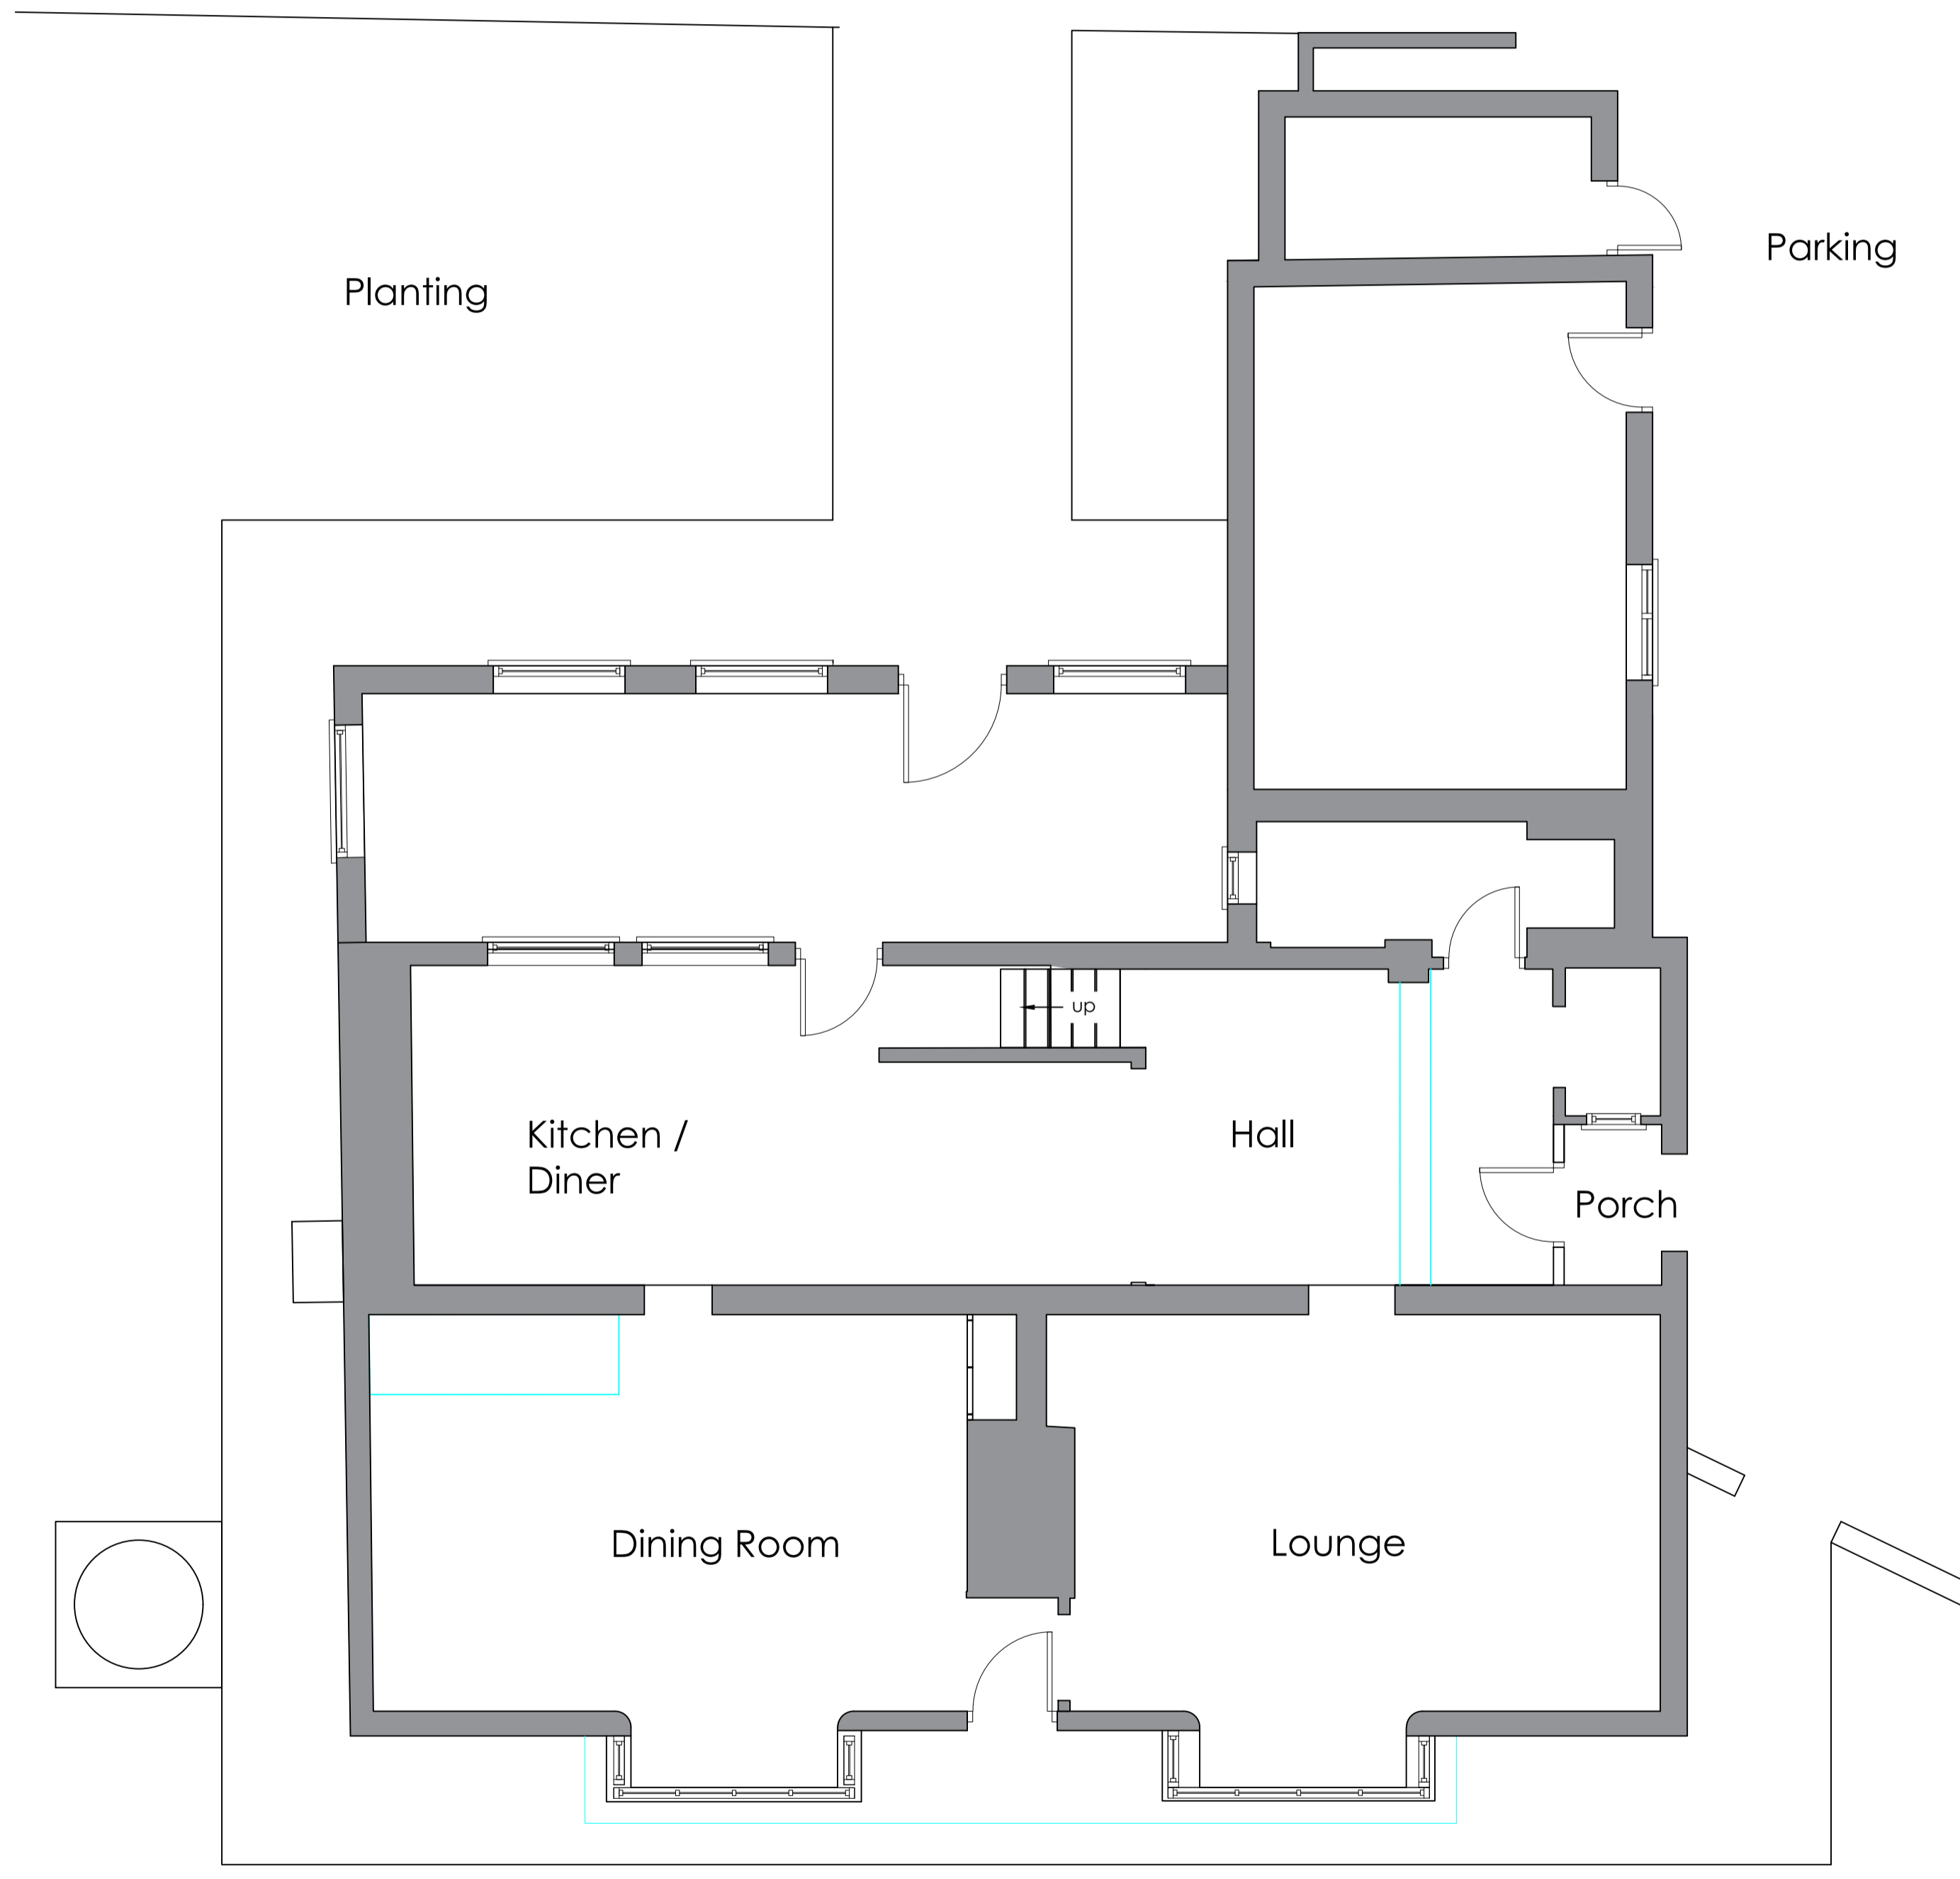 Parking
Planting
up
Kitchen /
Diner
Hall
Porch
Dining Room
Lounge